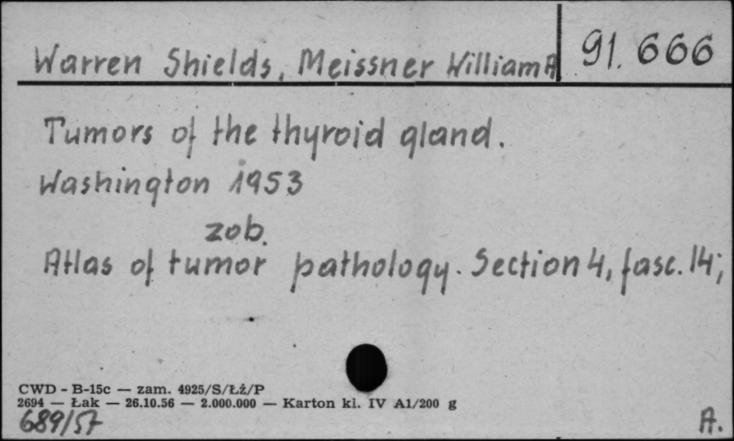 Warren Shields, Meissner William A
91.666
Tumors of the thyroid gland.
Washington 1953
zob.
Atlas of tumor pathology. Section 4, fasc. 14;
CWD - B-15c — zam. 4925/S/Łż/P
2694 — Łak — 26.10.56 — 2.000.000 — Karton kl. IV A1/200 g
689/57
A.